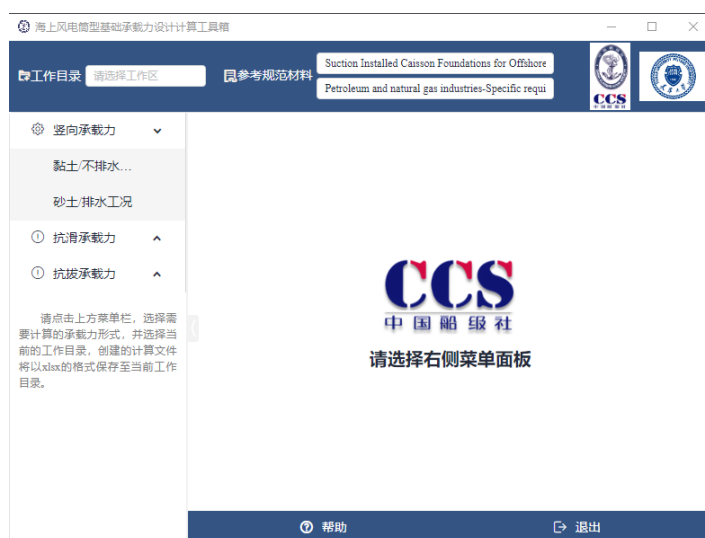 海上风电筒型基础承载力设计计算工具箱
工作目录
请选择工作区
参考规范材料
Suction Installed Caisson Foundations for Offshore
Petroleum and natural gas industries-Specific requi
CCS
竖向承载力
黏土/不排水...
砂土/排水工况
抗滑承载力
抗拔承载力
请点击上方菜单栏，选择需
要计算的承载力形式，并选择当
前的工作目录，创建的计算文件
将以xlsx的格式保存至当前工作
目录。
CCS
中国船级社
请选择右侧菜单面板
帮助
退出